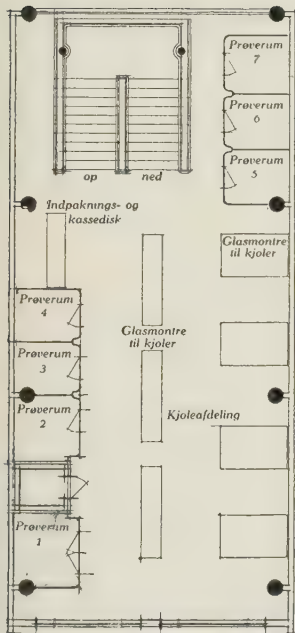 Prøverum
7
Prøverum
6
Prøverum
5
op ned
Indpaknings- og
kassedisk
Glasmontre
til kjoler
Prøverum
4
Glasmontre
til kjoler
Prøverum
3
Prøverum
2
Kjoleafdeling
Prøverum
1